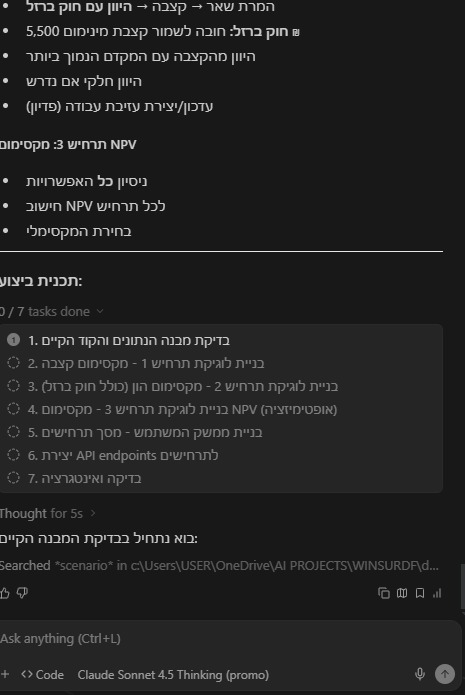 המרת שאר → קצבה → היוון עם חוק ברזל
חוק ברזל: חובה לשמור קצבת מינימום 5,500 ₪
היוון מהקצבה עם המקדם הנמוך ביותר
היוון חלקי אם נדרש
עדכון/יצירת עזיבת עבודה (פדיון)
תרחיש 3: מקסימום NPV
ניסיון כל האפשרויות
לכל תרחיש NPV חישוב
בחירת המקסימלי
תכנית ביצוע:
0 / 7 tasks done
1. בדיקת מבנה הנתונים והקוד הקיים
2. בניית לוגיקת תרחיש 1 - מקסימום קצבה
3. בניית לוגיקת תרחיש 2 - מקסימום הון (כולל חוק ברזל)
4. בניית לוגיקת תרחיש 3 - מקסימום NPV (אופטימיזציה)
5. בניית ממשק המשתמש - מסך תרחישים
6. יצירת API endpoints לתרחישים
7. בדיקה ואינטגרציה
Thought for 5s
בוא נתחיל בבדיקת המבנה הקיים:
Searched *scenario* in c:\Users\USER\OneDrive\AI PROJECTS\WINSURDF\d...
Ask anything (Ctrl+L)
+ <> Code Claude Sonnet 4.5 Thinking (promo)